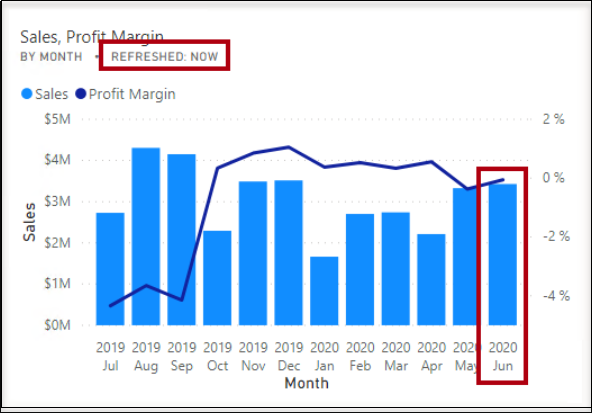 Sales, Profit Margin
BY MONTH • REFRESHED: NOW
Sales Profit Margin
$5M
$4M
$3M
$2M
$1M
$0M
Sales
2 %
0 %
-2 %
-4 %
2019 2019 2019 2019 2019 2019 2020 2020 2020 2020 2020 2020
Jul Aug Sep Oct Nov Dec Jan Feb Mar Apr May Jun
Month